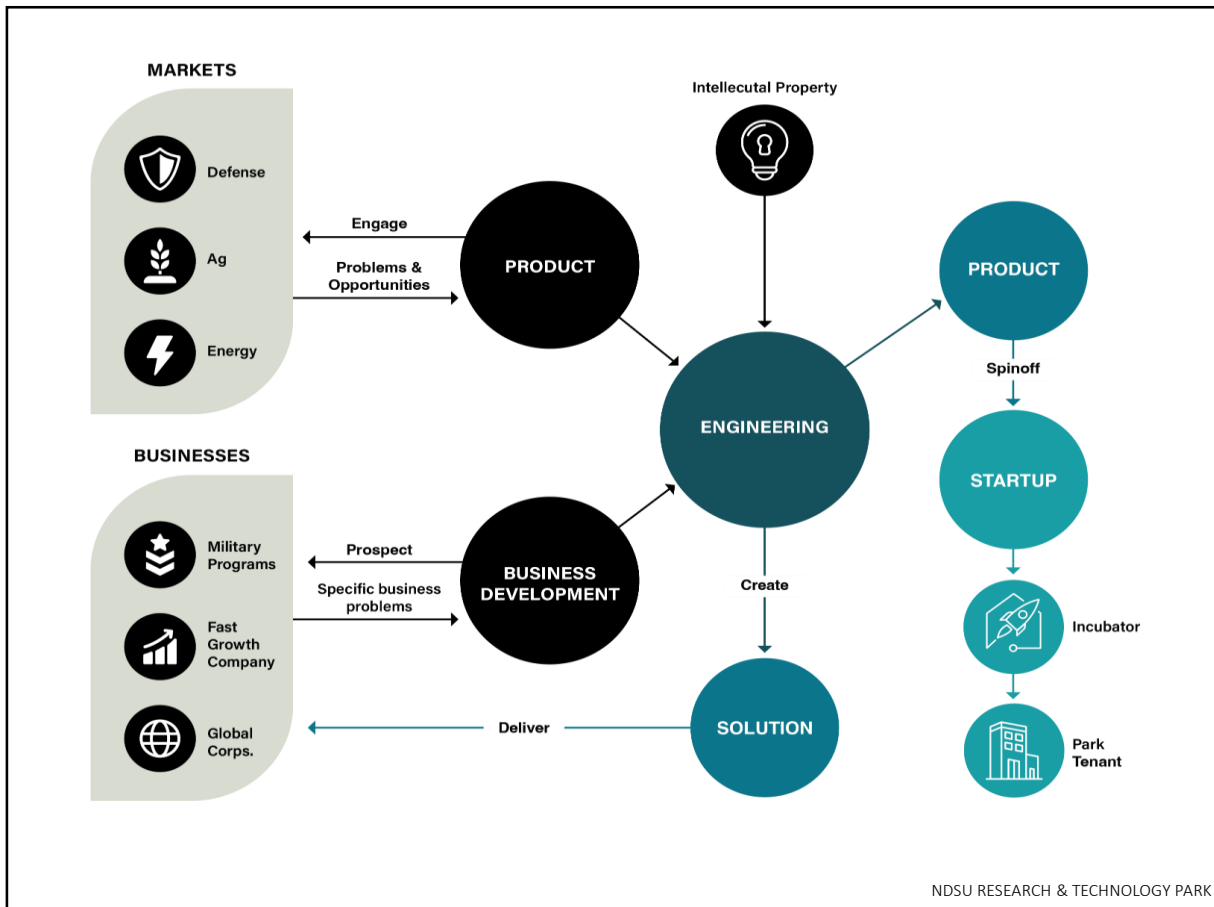 MARKETS
Defense
Ag
Energy
Engage
Problems &
Opportunities
PRODUCT
Intellecutal Property
ENGINEERING
PRODUCT
Spinoff
STARTUP
Incubator
Park
Tenant
BUSINESSES
Military
Programs
Fast
Growth
Company
Global
Corps.
Prospect
Specific business
problems
BUSINESS
DEVELOPMENT
Create
SOLUTION
Deliver
NDSU RESEARCH & TECHNOLOGY PARK